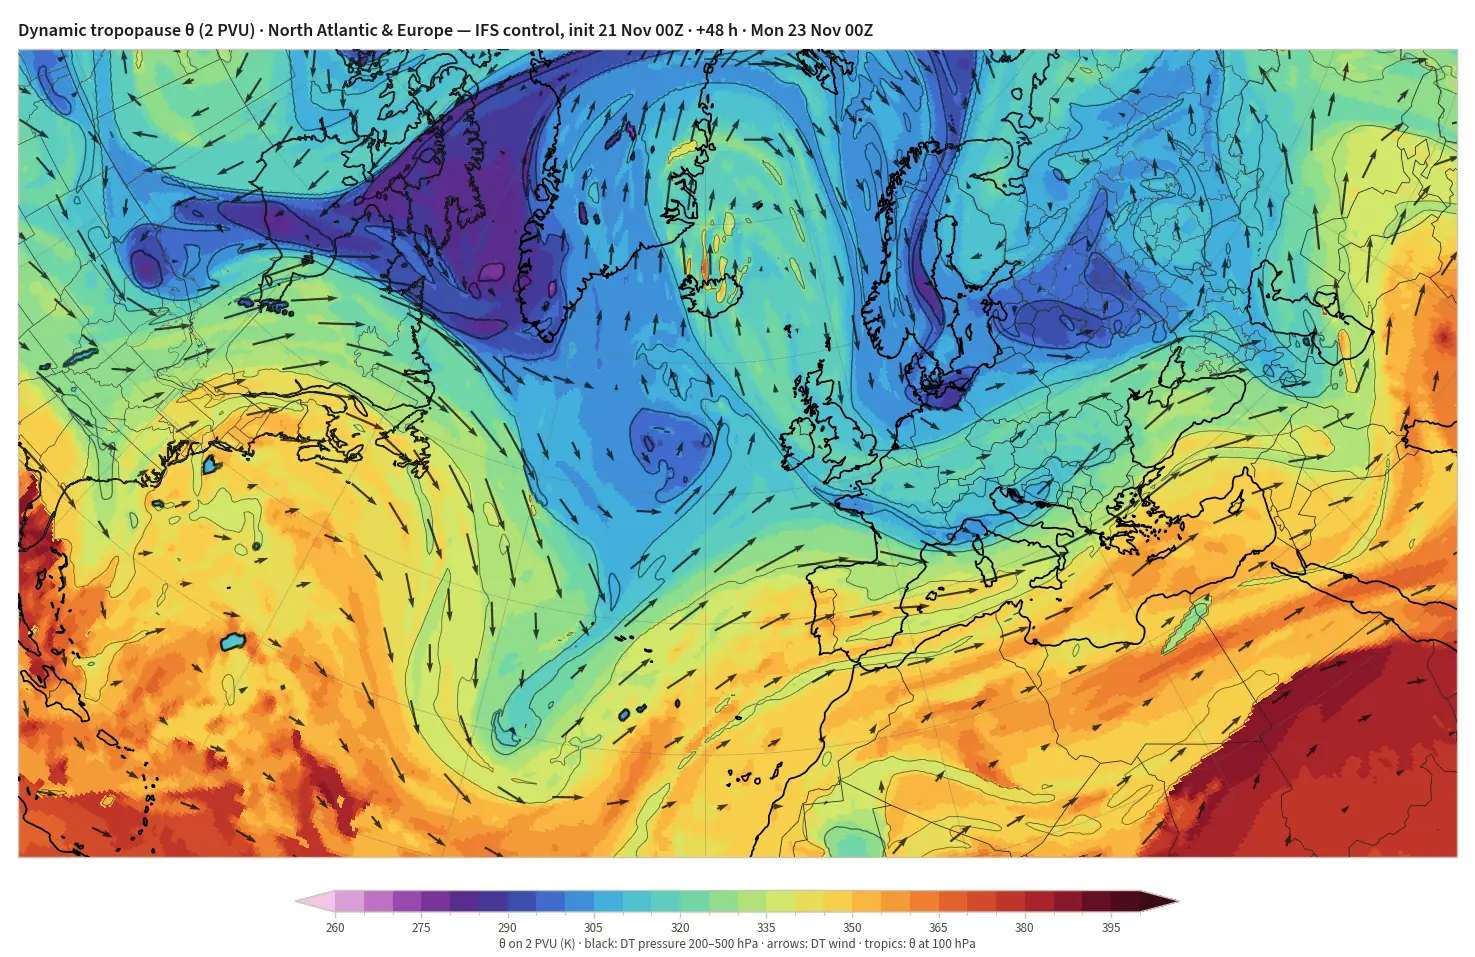 Dynamic tropopause θ (2 PVU) · North Atlantic & Europe — IFS control, init 21 Nov 00Z · +48 h · Mon 23 Nov 00Z
260 275 290 305 320 335 350 365 380 395
θ on 2 PVU (K) · black: DT pressure 200–500 hPa · arrows: DT wind · tropics: θ at 100 hPa